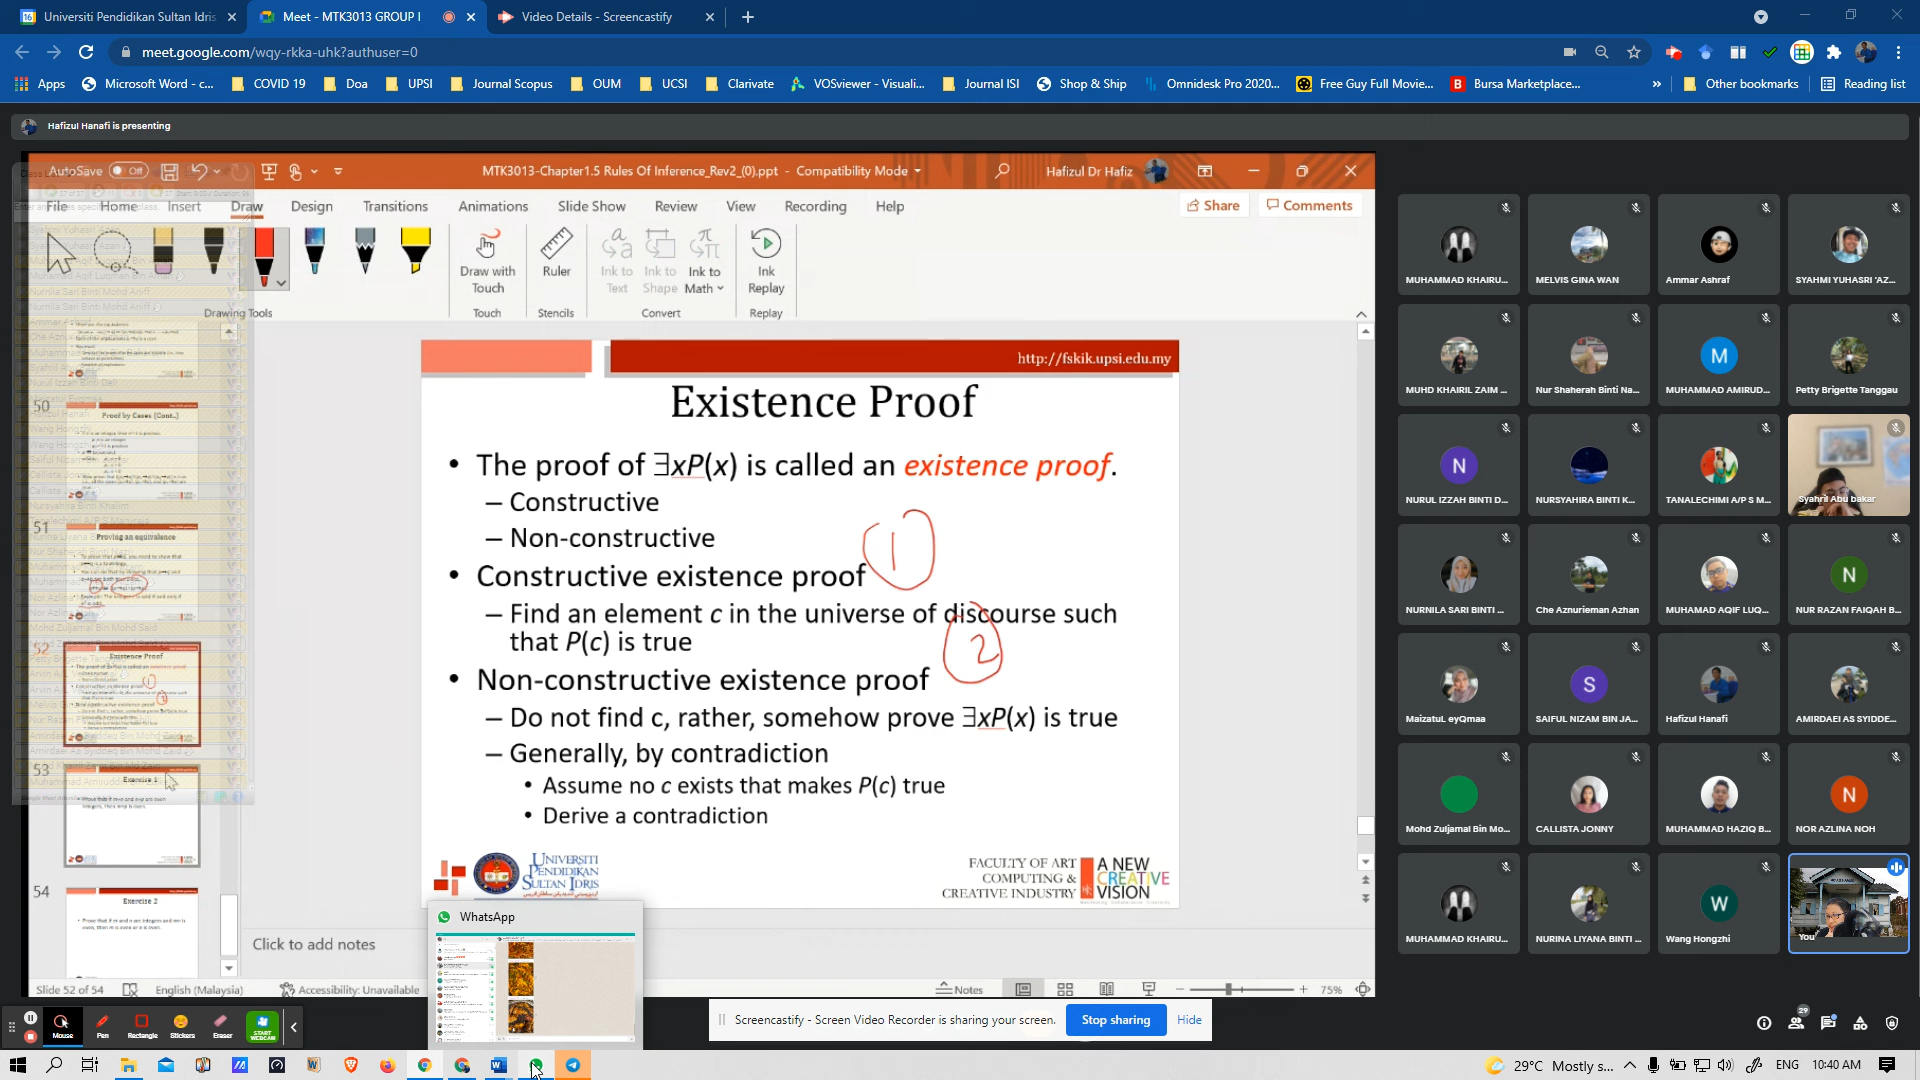 Universiti Pendidikan Sultan Idris
Meet - MTK3013 GROUP I
Video Details - Screencastify
meet.google.com/wqy-rkka-uhk?authuser=0
Apps
Microsoft Word - c...
COVID 19
Doa
UPSI
Journal Scopus
OUM
UCSI
Clarivate
VOSviewer - Visuali...
Journal ISI
Shop & Ship
Omnidesk Pro 2020...
Free Guy Full Movie...
Bursa Marketplace...
Other bookmarks
Reading list
Hafizul Hanafi is presenting
AutoSave Off
MTK3013-Chapter1.5 Rules Of Inference_Rev2_(0).ppt - Compatibility Mode
Hafizul Dr Hafiz
File Home Insert Draw Design Transitions Animations Slide Show Review View Recording Help
Share
Comments
Draw with Touch
Ruler
Ink to Text
Ink to Shape
Ink to Math
Ink Replay
Drawing Tools
Touch
Stencils
Convert
Replay
50
Proof by Cases (Cont..)
51
Proving an equivalence
52
Existence Proof
53
Exercise 1
54
Exercise 2
http://fskik.upsi.edu.my
Existence Proof
• The proof of ∃xP(x) is called an existence proof.
– Constructive
– Non-constructive
1
• Constructive existence proof
– Find an element c in the universe of discourse such
that P(c) is true
2
• Non-constructive existence proof
– Do not find c, rather, somehow prove ∃xP(x) is true
– Generally, by contradiction
• Assume no c exists that makes P(c) true
• Derive a contradiction
UNIVERSITI
PENDIDIKAN
SULTAN IDRIS
FACULTY OF ART
COMPUTING &
CREATIVE INDUSTRY
A NEW
CREATIVE
VISION
Click to add notes
WhatsApp
Slide 52 of 54
English (Malaysia)
Accessibility: Unavailable
Notes
75%
MUHAMMAD KHAIRU...
MELVIS GINA WAN
Ammar Ashraf
SYAHMI YUHASRI 'AZ...
MUHD KHAIRIL ZAIM ...
Nur Shaherah Binti Na...
M
MUHAMMAD AMIRUD...
Petty Brigette Tanggau
N
NURUL IZZAH BINTI D...
NURSYAHIRA BINTI K...
TANALECHIMI A/P S M...
Syahril Abu bakar
NURNILA SARI BINTI ...
Che Aznurieman Azhan
MUHAMAD AQIF LUQ...
N
NUR RAZAN FAIQAH B...
Maizatul eyQmaa
S
SAIFUL NIZAM BIN JA...
Hafizul Hanafi
AMIRDAEI AS SYIDDE...
Mohd Zuljamal Bin Mo...
CALLISTA JONNY
MUHAMMAD HAZIQ B...
N
NOR AZLINA NOH
MUHAMMAD KHAIRU...
NURINA LIYANA BINTI ...
W
Wang Hongzhi
You
Mouse
Pen
Rectangle
Stickers
Eraser
START WEBCAM
Screencastify - Screen Video Recorder is sharing your screen.
Stop sharing
Hide
29
29°C Mostly s...
ENG
10:40 AM